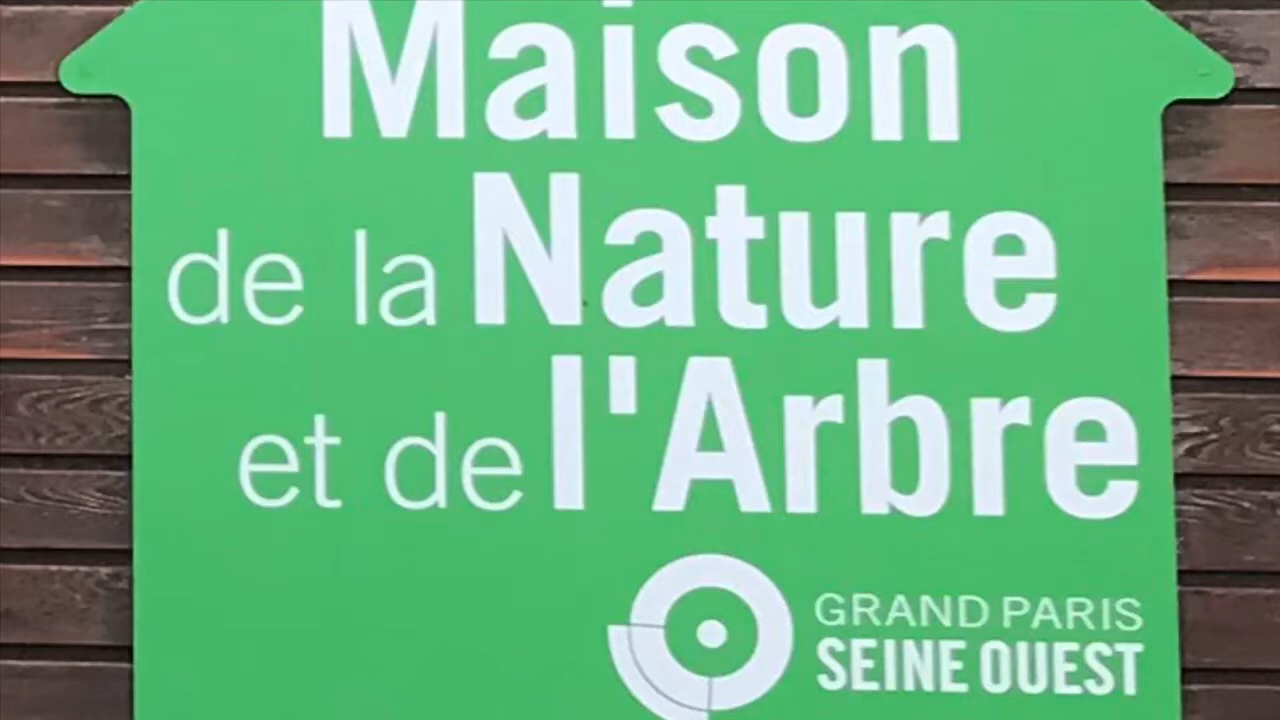 Maison
de la Nature
et de l'Arbre
GRAND PARIS
SEINE OUEST